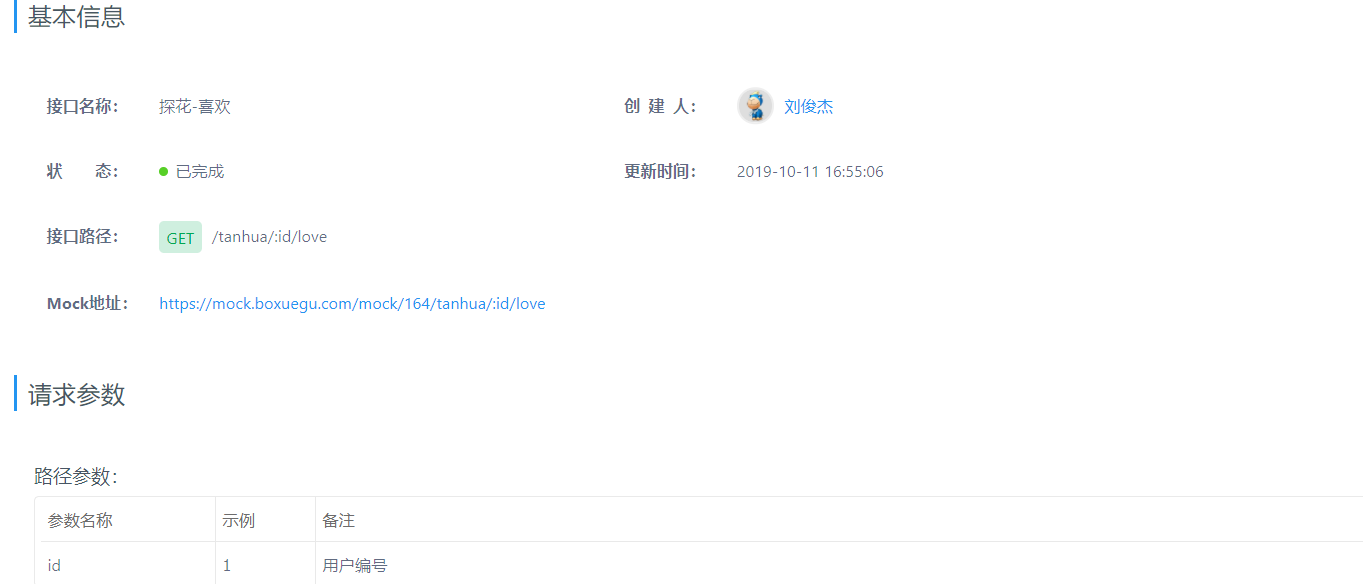 基本信息
接口名称： 探花-喜欢 创 建 人： 刘俊杰
状 态： 已完成 更新时间： 2019-10-11 16:55:06
接口路径： GET /tanhua/:id/love
Mock地址： https://mock.boxuegu.com/mock/164/tanhua/:id/love
请求参数
路径参数：
参数名称 示例 备注
id 1 用户编号